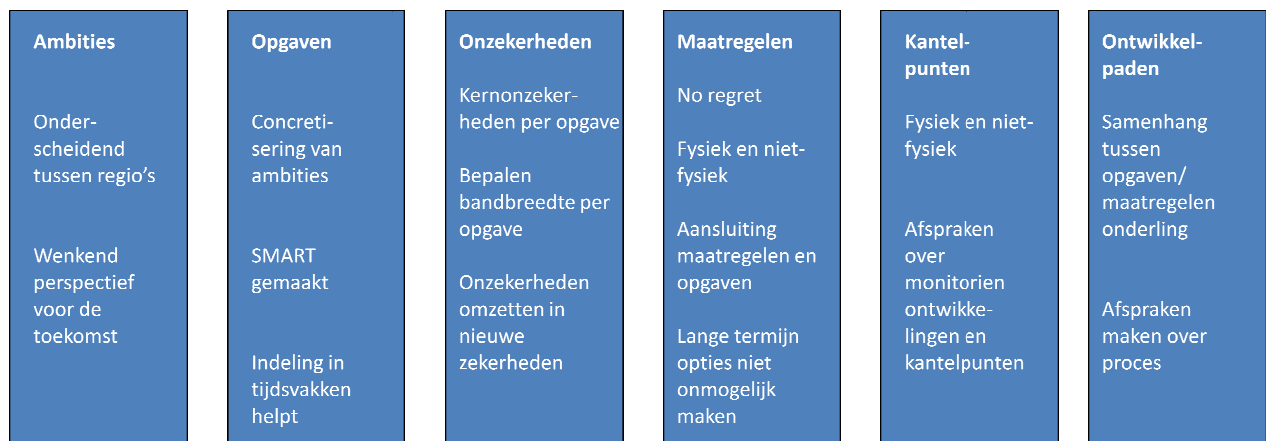 Ambities
Onder-
scheidend
tussen regio’s
Wenkend
perspectief
voor de
toekomst
Opgaven
Concreti-
sering van
ambities
SMART
gemaakt
Indeling in
tijdsvakken
helpt
Onzekerheden
Kernonzeker-
heden per opgave
Bepalen
bandbreedte per
opgave
Onzekerheden
omzetten in
nieuwe
zekerheden
Maatregelen
No regret
Fysiek en niet-
fysiek
Aansluiting
maatregelen en
opgaven
Lange termijn
opties niet
onmogelijk
maken
Kantel-
punten
Fysiek en niet-
fysiek
Afspraken
over
monitorien
ontwikke-
lingen en
kantelpunten
Ontwikkel-
paden
Samenhang
tussen
opgaven/
maatregelen
onderling
Afspraken
maken over
proces